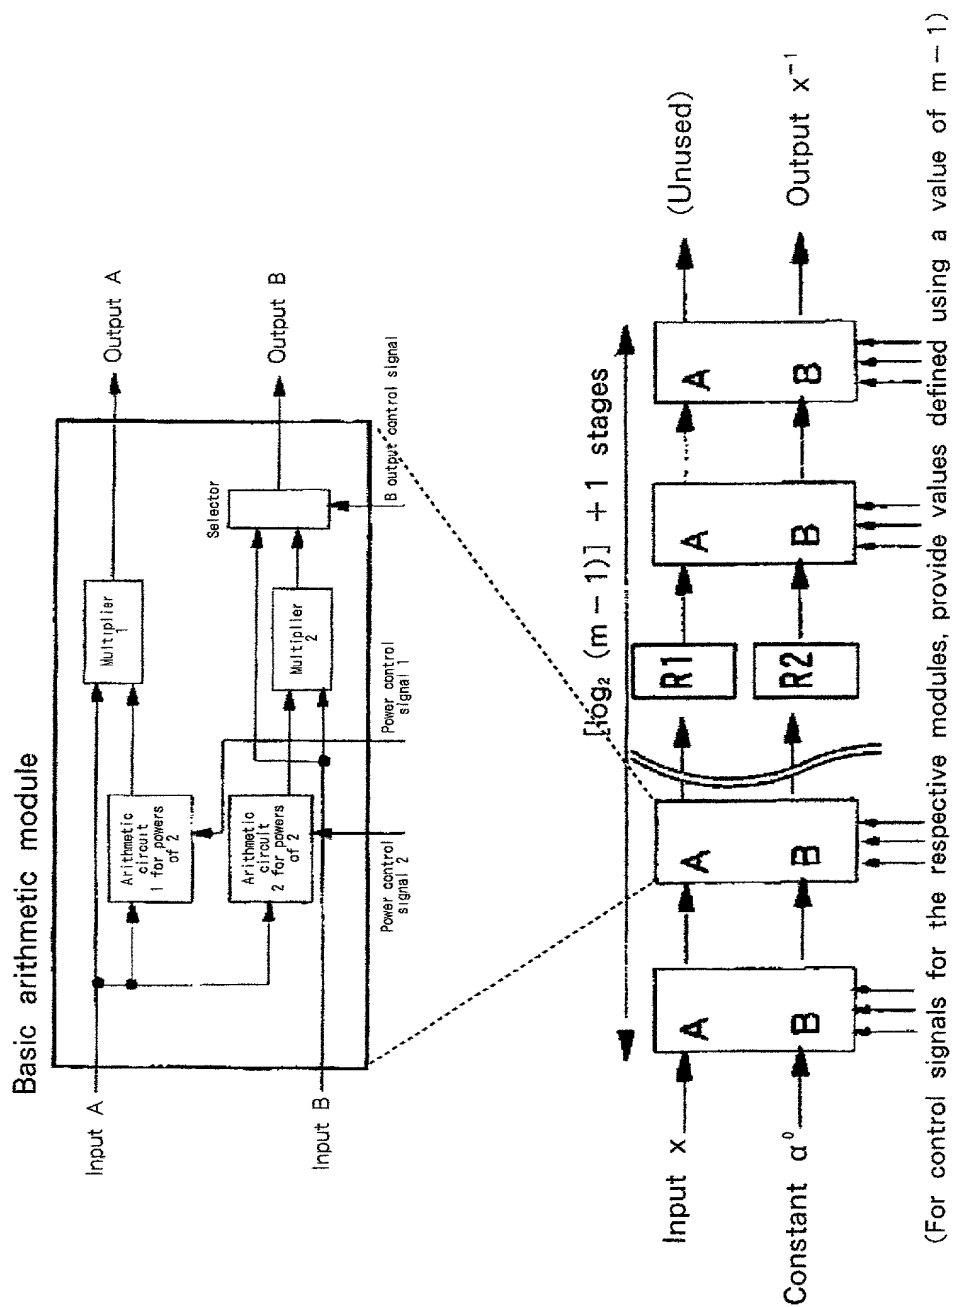 Basic arithmetic module
Input A
Input B
Arithmetic
circuit
1 for powers
of 2
Arithmetic
circuit
2 for powers
of 2
Power control
signal 2
Power control
signal 1
Multiplier
1
Multiplier
2
Selector
B output control signal
Output A
Output B
[log₂ (m－1)] ＋1 stages
Input x
Constant α⁰
A
B
A
B
R1
R2
A
B
A
B
(Unused)
Output x⁻¹
(For control signals for the respective modules, provide values defined using a value of m－1)